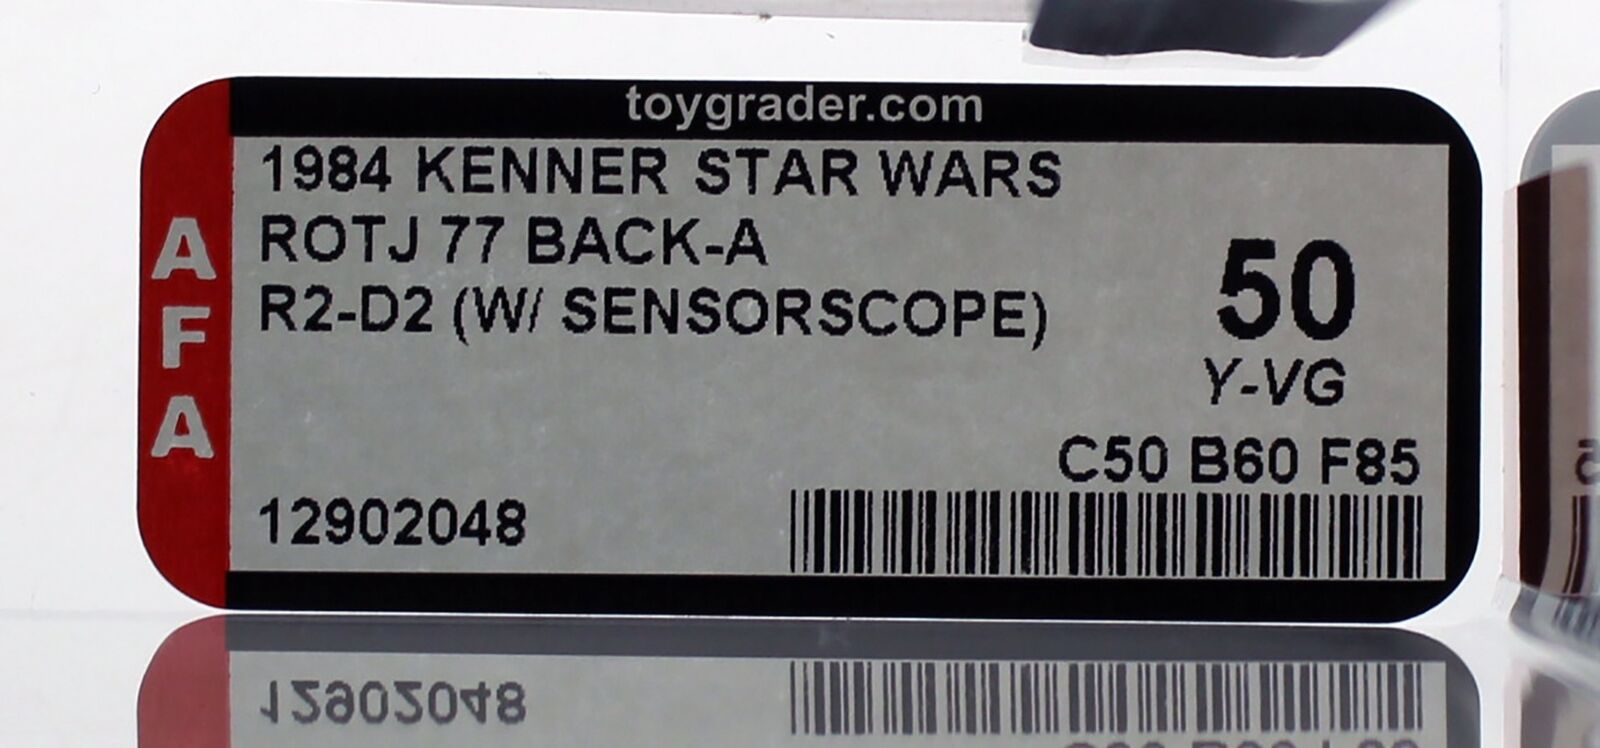 toygrader.com
AFA
1984 KENNER STAR WARS
ROTJ 77 BACK-A
R2-D2 (W/ SENSORSCOPE)
50
Y-VG
C50 B60 F85
12902048